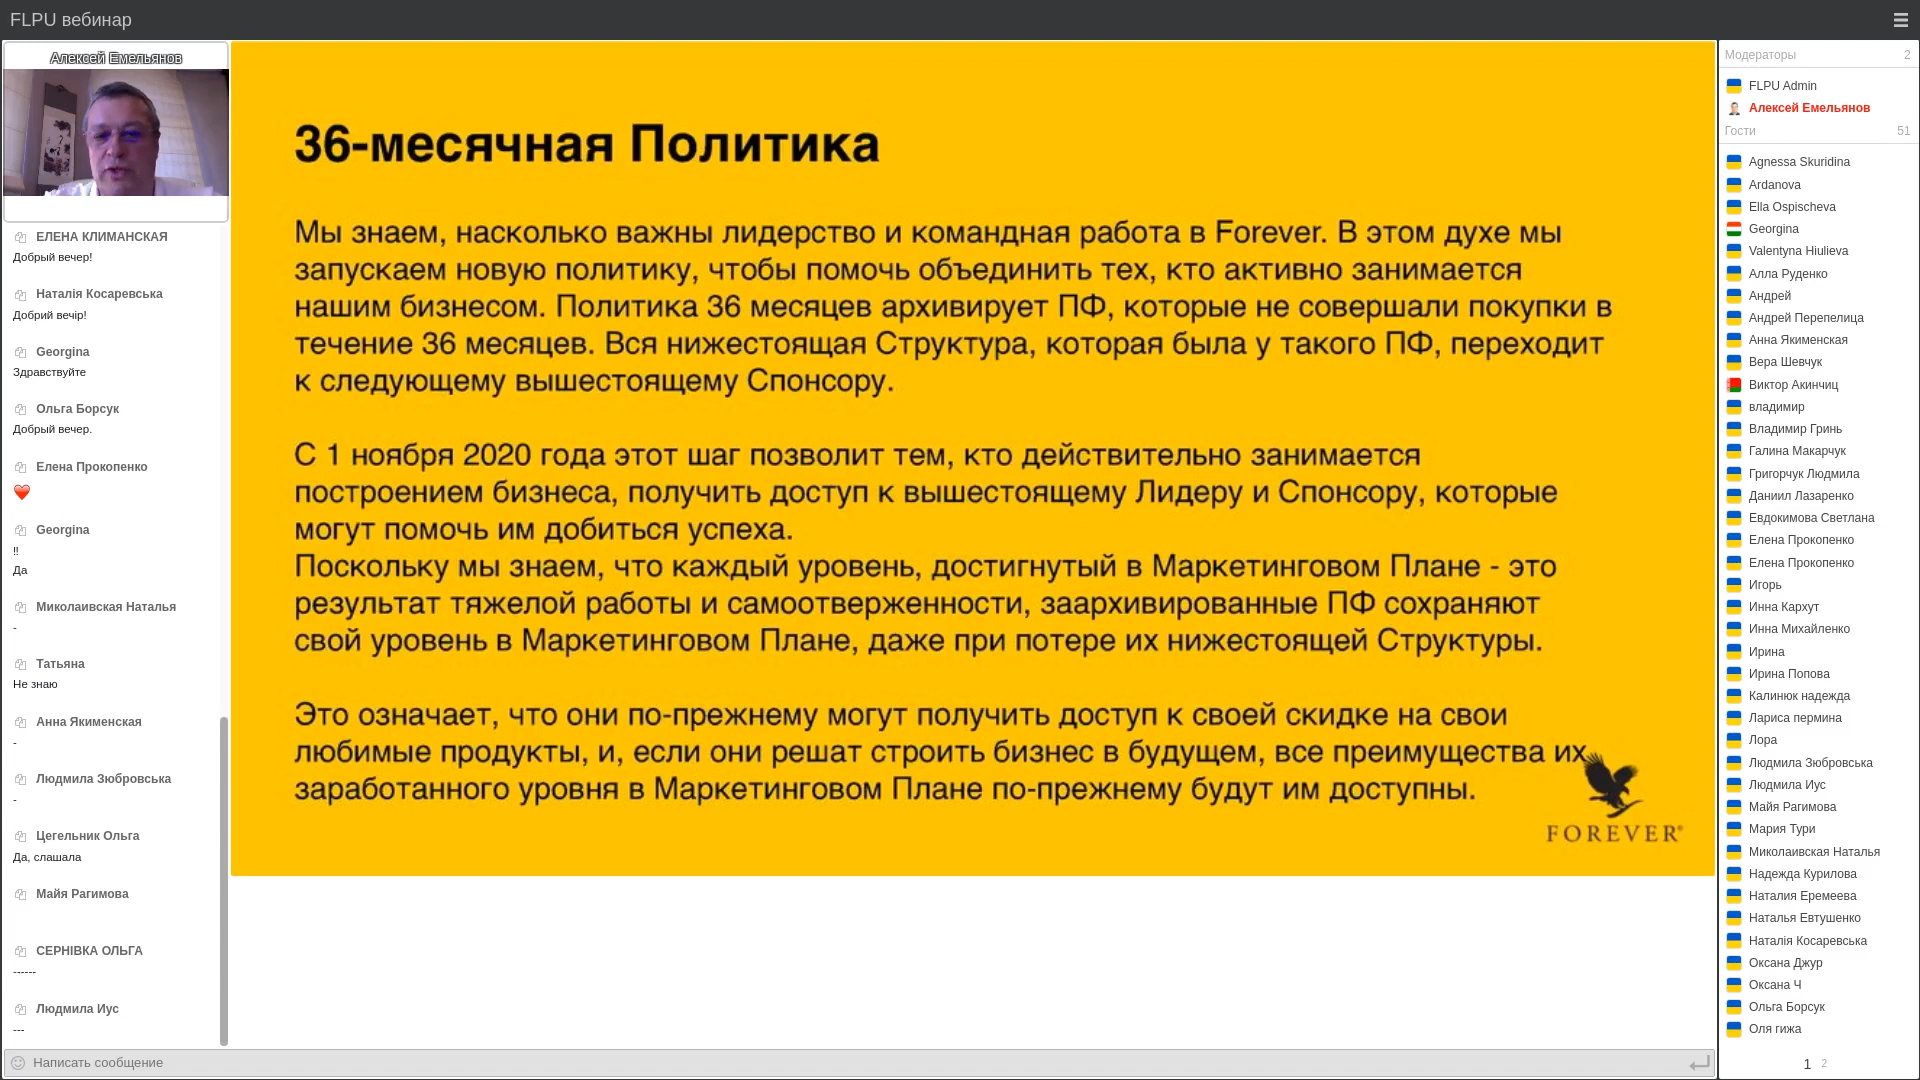 FLPU вебинар
Алексей Емельянов
ЕЛЕНА КЛИМАНСКАЯ
Добрый вечер!
Наталія Косаревська
Добрий вечір!
Georgina
Здравствуйте
Ольга Борсук
Добрый вечер.
Елена Прокопенко
Georgina
!!
Да
Миколаивская Наталья
-
Татьяна
Не знаю
Анна Якименская
-
Людмила Зюбровська
-
Цегельник Ольга
Да, слашала
Майя Рагимова
СЕРНІВКА ОЛЬГА
------
Людмила Иус
---
Написать сообщение
36-месячная Политика
Мы знаем, насколько важны лидерство и командная работа в Forever. В этом духе мы
запускаем новую политику, чтобы помочь объединить тех, кто активно занимается
нашим бизнесом. Политика 36 месяцев архивирует ПФ, которые не совершали покупки в
течение 36 месяцев. Вся нижестоящая Структура, которая была у такого ПФ, переходит
к следующему вышестоящему Спонсору.
С 1 ноября 2020 года этот шаг позволит тем, кто действительно занимается
построением бизнеса, получить доступ к вышестоящему Лидеру и Спонсору, которые
могут помочь им добиться успеха.
Поскольку мы знаем, что каждый уровень, достигнутый в Маркетинговом Плане - это
результат тяжелой работы и самоотверженности, заархивированные ПФ сохраняют
свой уровень в Маркетинговом Плане, даже при потере их нижестоящей Структуры.
Это означает, что они по-прежнему могут получить доступ к своей скидке на свои
любимые продукты, и, если они решат строить бизнес в будущем, все преимущества их
заработанного уровня в Маркетинговом Плане по-прежнему будут им доступны.
FOREVER®
Модераторы 2
FLPU Admin
Алексей Емельянов
Гости 51
Agnessa Skuridina
Ardanova
Ella Ospischeva
Georgina
Valentyna Hiulieva
Алла Руденко
Андрей
Андрей Перепелица
Анна Якименская
Вера Шевчук
Виктор Акинчиц
владимир
Владимир Гринь
Галина Макарчук
Григорчук Людмила
Даниил Лазаренко
Евдокимова Светлана
Елена Прокопенко
Елена Прокопенко
Игорь
Инна Кархут
Инна Михайленко
Ирина
Ирина Попова
Калинюк надежда
Лариса пермина
Лора
Людмила Зюбровська
Людмила Иус
Майя Рагимова
Мария Тури
Миколаивская Наталья
Надежда Курилова
Наталия Еремеева
Наталья Евтушенко
Наталія Косаревська
Оксана Джур
Оксана Ч
Ольга Борсук
Оля гижа
1 2